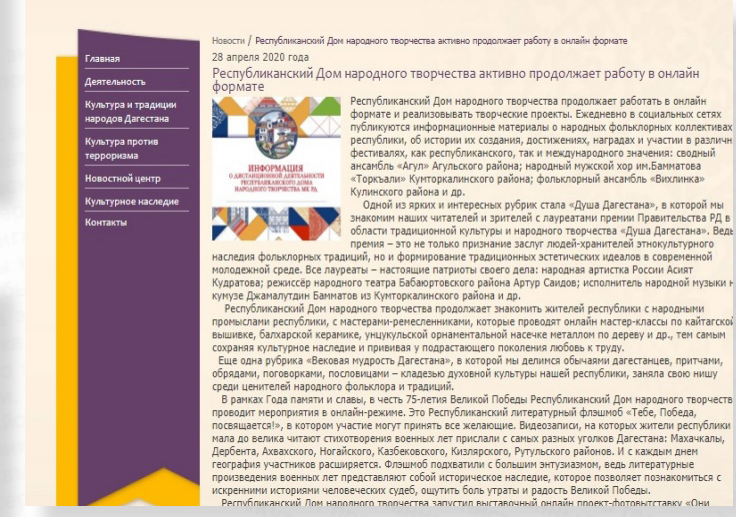 Главная
Деятельность
Культура и традиции
народов Дагестана
Культура против
терроризма
Новостной центр
Культурное наследие
Контакты
Новости / Республиканский Дом народного творчества активно продолжает работу в онлайн формате
28 апреля 2020 года
Республиканский Дом народного творчества активно продолжает работу в онлайн
формате
ИНФОРМАЦИЯ
О ДИСТАНЦИОННОЙ ДЕЯТЕЛЬНОСТИ
РЕСПУБЛИКАНСКОГО ДОМА
НАРОДНОГО ТВОРЧЕСТВА МК РД
Республиканский Дом народного творчества продолжает работать в онлайн
формате и реализовывать творческие проекты. Ежедневно в социальных сетях
публикуются информационные материалы о народных фольклорных коллективах
республики, об истории их создания, достижениях, наградах и участии в различн
фестивалях, как республиканского, так и международного значения: сводный
ансамбль «Агул» Агульского района; народный мужской хор им.Бамматова
«Торкъали» Кумторкалинского района; фольклорный ансамбль «Вихлинка»
Кулинского района и др.
Одной из ярких и интересных рубрик стала «Душа Дагестана», в которой мы
знакомим наших читателей и зрителей с лауреатами премии Правительства РД в
области традиционной культуры и народного творчества «Душа Дагестана». Ведь
премия – это не только признание заслуг людей-хранителей этнокультурного
наследия фольклорных традиций, но и формирование традиционных эстетических идеалов в современной
молодежной среде. Все лауреаты – настоящие патриоты своего дела: народная артистка России Асият
Кудратова; режиссёр народного театра Бабаюртовского района Артур Саидов; исполнитель народной музыки н
кумузе Джамалутдин Бамматов из Кумторкалинского района и др.
Республиканский Дом народного творчества продолжает знакомить жителей республики с народными
промыслами республики, с мастерами-ремесленниками, которые проводят онлайн мастер-классы по кайтагской
вышивке, балхарской керамике, унцукульской орнаментальной насечке металлом по дереву и др., тем самым
сохраняя культурное наследие и прививая у подрастающего поколения любовь к труду.
Еще одна рубрика «Вековая мудрость Дагестана», в которой мы делимся обычаями дагестанцев, притчами,
обрядами, поговорками, пословицами – кладезью духовной культуры нашей республики, заняла свою нишу
среди ценителей народного фольклора и традиций.
В рамках Года памяти и славы, в честь 75-летия Великой Победы Республиканский Дом народного творчеств
проводит мероприятия в онлайн-режиме. Это Республиканский литературный флэшмоб «Тебе, Победа,
посвящается!», в котором участие могут принять все желающие. Видеозаписи, на которых жители республики
мала до велика читают стихотворения военных лет прислали с самых разных уголков Дагестана: Махачкалы,
Дербента, Ахвахского, Ногайского, Казбековского, Кизлярского, Рутульского районов. И с каждым днем
география участников расширяется. Флэшмоб подхватили с большим энтузиазмом, ведь литературные
произведения военных лет представляют собой историческое наследие, которое позволяет познакомиться с
искренними историями человеческих судеб, ощутить боль утраты и радость Великой Победы.
Республиканский Дом народного творчества запустил выставочный онлайн проект-фотовыставку «Они